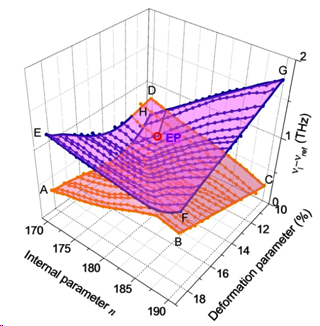 2
G
D
H
EP
1
E
ν_i−ν_ref (THz)
A
C
0
F
B
10
12
14
16
18
170
175
180
185
190
Internal parameter n
Deformation parameter (%)